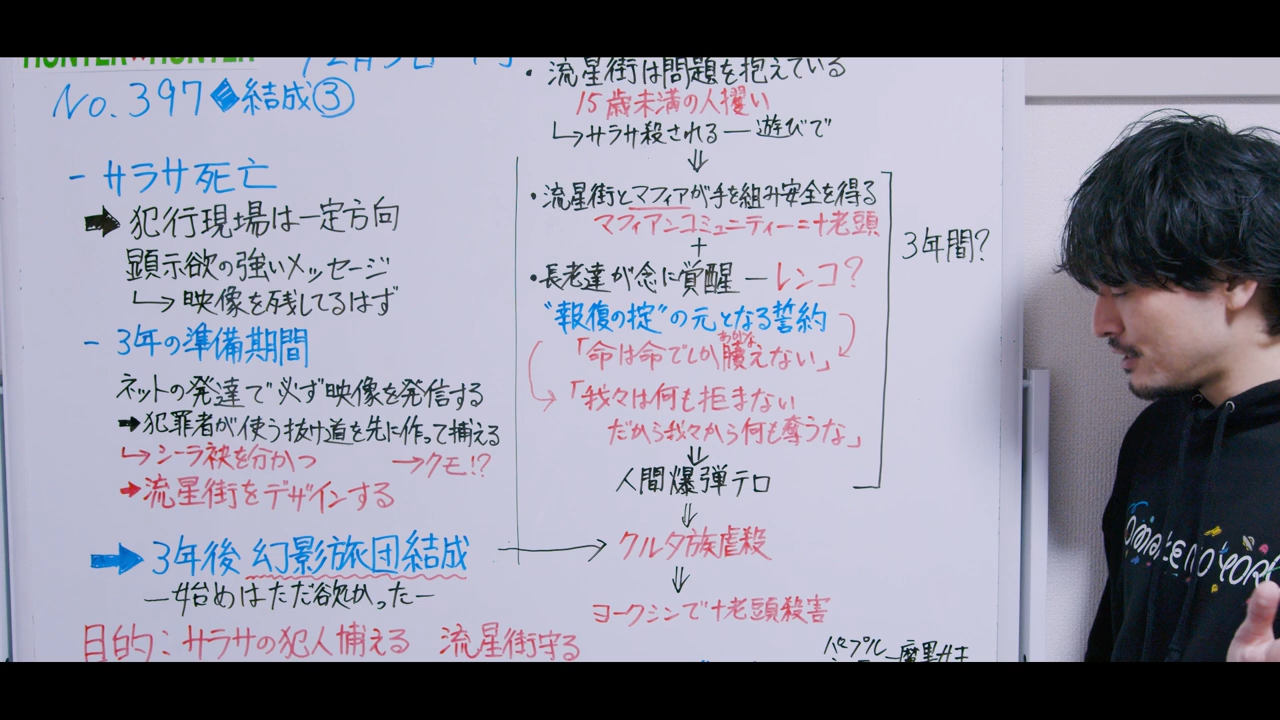 HUNTER×HUNTER
No.397◆結成③
- サラサ死亡
➡犯行現場は一定方向
顕示欲の強いメッセージ
↳映像を残してるはず
- 3年の準備期間
ネットの発達で必ず映像を発信する
➡犯罪者が使う抜け道を先に作って捕える
↳シーラ袂を分かつ →クモ!?
➡流星街をデザインする
➡3年後 幻影旅団結成
—始めはただ欲かった—
目的:サラサの犯人捕える 流星街守る
・流星街は問題を抱えている
15歳未満の人攫い
↳サラサ殺される—遊びで
⇓
・流星街とマフィアが手を組み安全を得る
マフィアンコミュニティー=十老頭
+
・長老達が念に覚醒—レンコ?
"報復の掟"の元となる誓約
あがな
「命は命でしか贖えない」
「我々は何も拒まない
だから我々から何も奪うな」
⇓
人間爆弾テロ
⇓
クルタ族虐殺
⇓
ヨークシンで十老頭殺害
3年間?